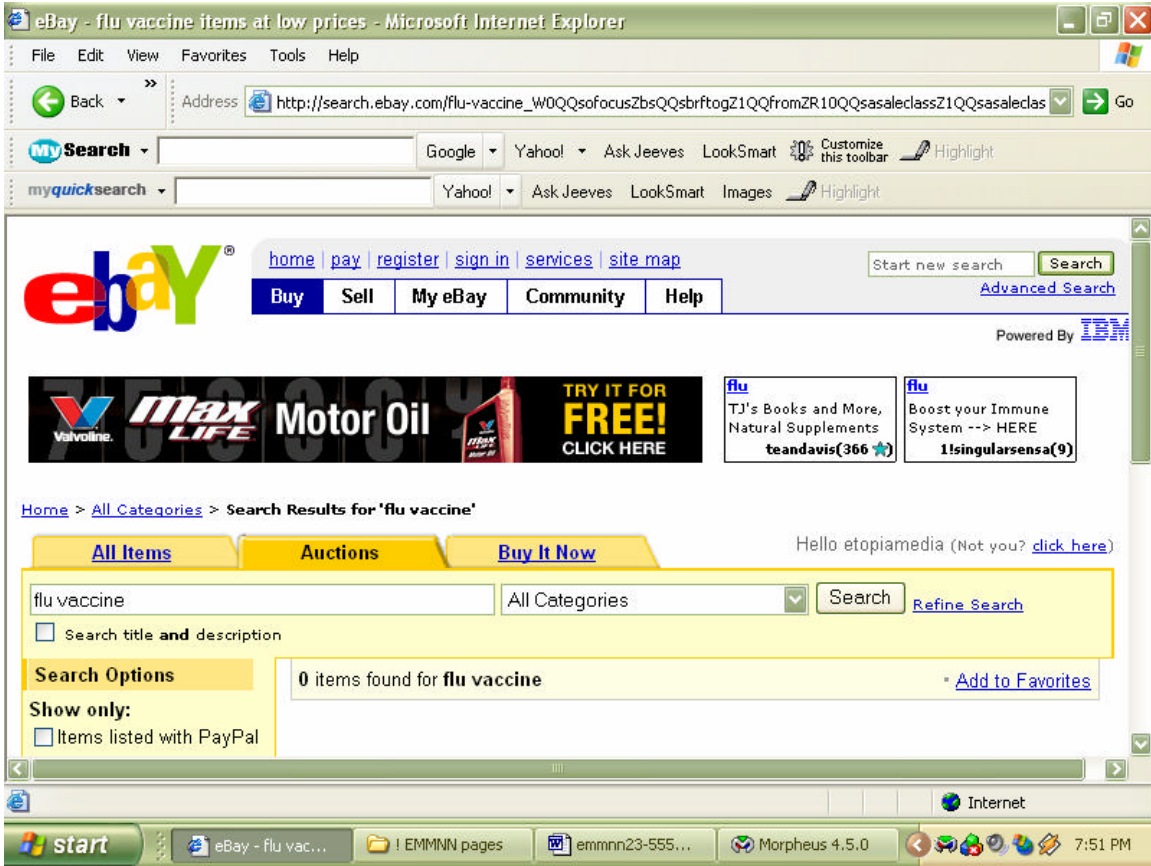 eBay - flu vaccine items at low prices - Microsoft Internet Explorer
File Edit View Favorites Tools Help
Back » Address http://search.ebay.com/flu-vaccine_W0QQsofocusZbsQQsbrftogZ1QQfromZR10QQsasaleclassZ1QQsasaleclas Go
My Search Google Yahoo! Ask Jeeves LookSmart Customize this toolbar Highlight
myquicksearch Yahoo! Ask Jeeves LookSmart Images Highlight
ebaY®
home | pay | register | sign in | services | site map
Start new search Search
Buy Sell My eBay Community Help
Advanced Search
Powered By IBM
Valvoline. Max Life Motor Oil TRY IT FOR FREE! CLICK HERE
flu
TJ's Books and More,
Natural Supplements
teandavis(366)
flu
Boost your Immune
System --> HERE
1!singularsensa(9)
Home > All Categories > Search Results for 'flu vaccine'
All Items Auctions Buy It Now
Hello etopiamedia (Not you? click here)
flu vaccine All Categories Search Refine Search
Search title and description
Search Options
0 items found for flu vaccine
Add to Favorites
Show only:
Items listed with PayPal
Internet
start eBay - flu vac... ! EMMNN pages emmnn23-555... Morpheus 4.5.0 7:51 PM